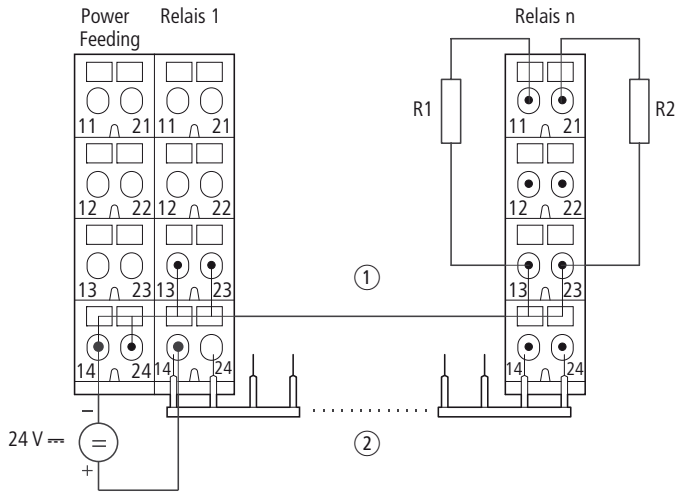 Power Feeding
Relais 1
Relais n
11 21 11 21
11 21
R1
R2
12 22 12 22
12 22
13 23 13 23
13 23
1
14 24 14 24
14 24
−
24 V ⎓
=
+
2